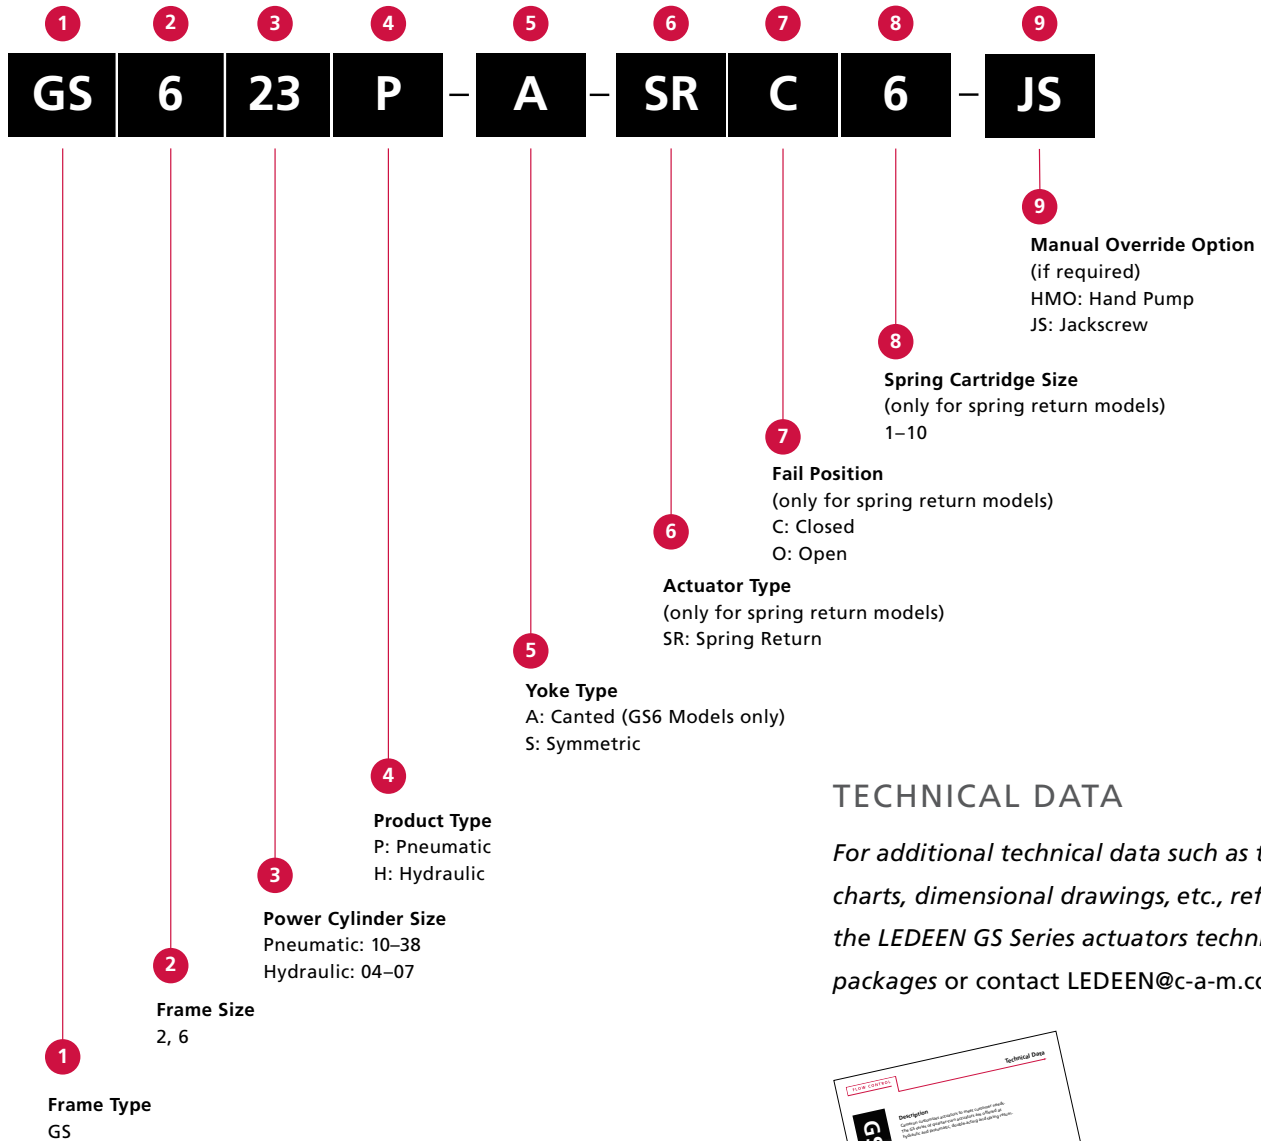 1 2 3 4 5 6 7 8 9
GS 6 23 P – A – SR C 6 – JS
9
Manual Override Option
(if required)
HMO: Hand Pump
JS: Jackscrew
8
Spring Cartridge Size
(only for spring return models)
1–10
7
Fail Position
(only for spring return models)
C: Closed
O: Open
6
Actuator Type
(only for spring return models)
SR: Spring Return
5
Yoke Type
A: Canted (GS6 Models only)
S: Symmetric
4
Product Type
P: Pneumatic
H: Hydraulic
3
Power Cylinder Size
Pneumatic: 10–38
Hydraulic: 04–07
2
Frame Size
2, 6
1
Frame Type
GS
TECHNICAL DATA
For additional technical data such as
charts, dimensional drawings, etc.,
the LEDEEN GS Series actuators
packages or contact
Technical Data
FLOW CONTROL
Description
GS